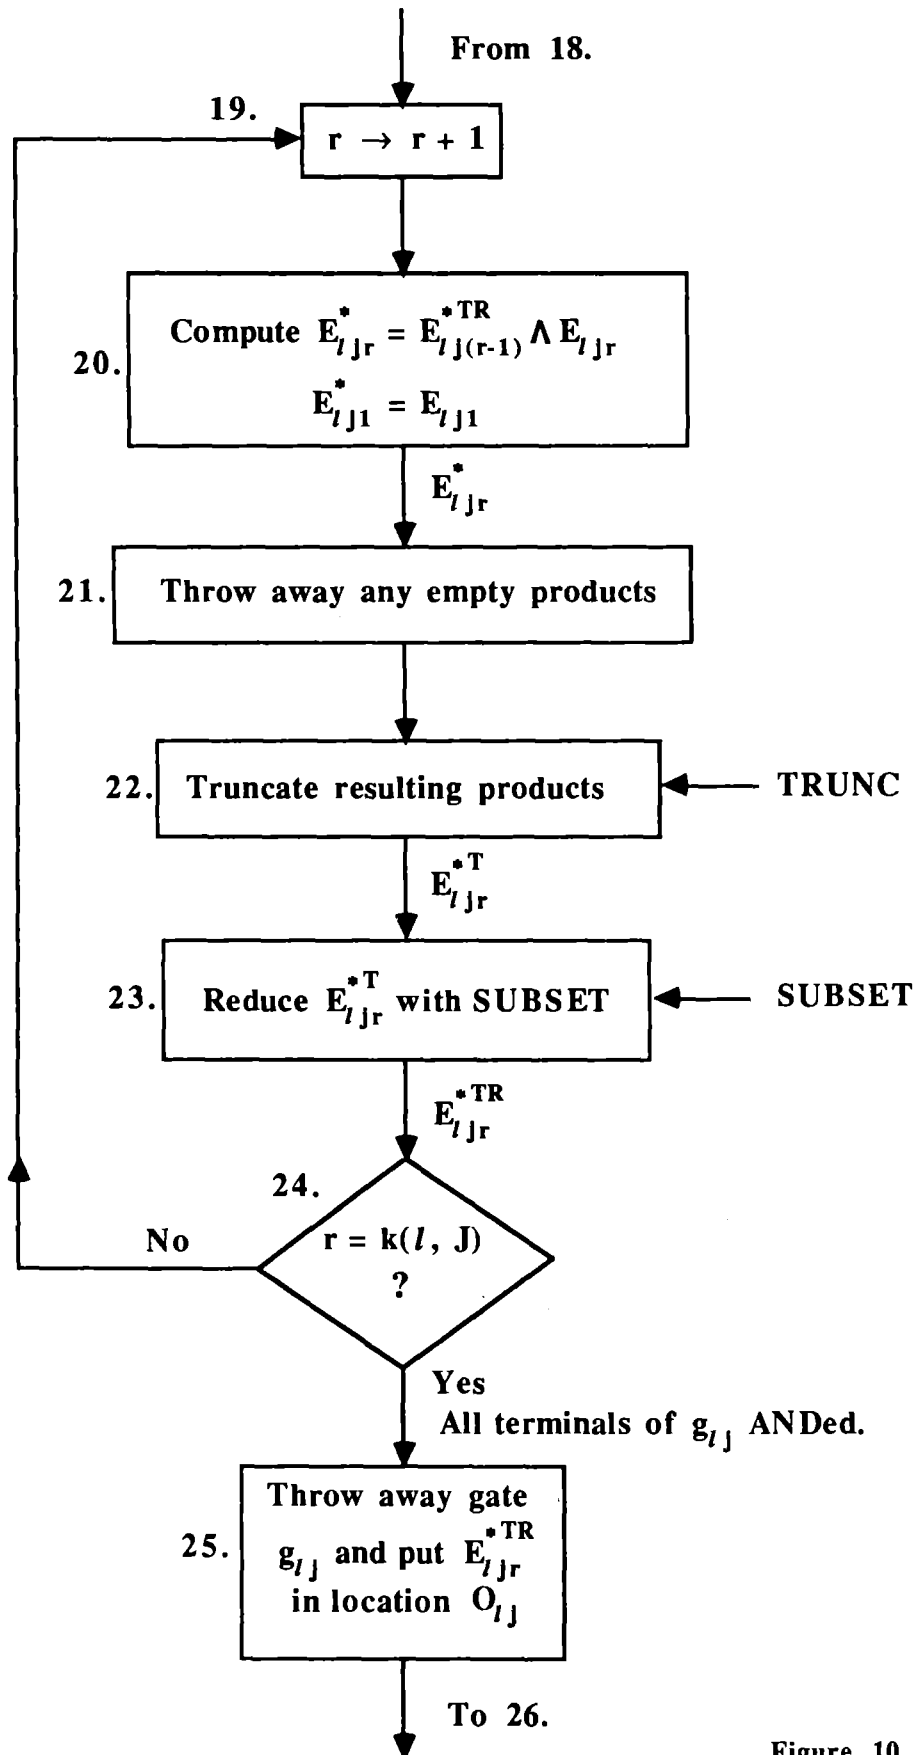 From 18.
19.
r → r + 1
Compute E*ljr = E*TRlj(r-1) Λ Eljr
20.
E*lj1 = Elj1
E*ljr
21. Throw away any empty products
22. Truncate resulting products TRUNC
E*Tljr
23. Reduce E*Tljr with SUBSET SUBSET
E*TRljr
24.
No r = k(l, J)
?
Yes
All terminals of glj ANDed.
Throw away gate
25. glj and put E*TRljr
in location Olj
To 26.
Figure 10